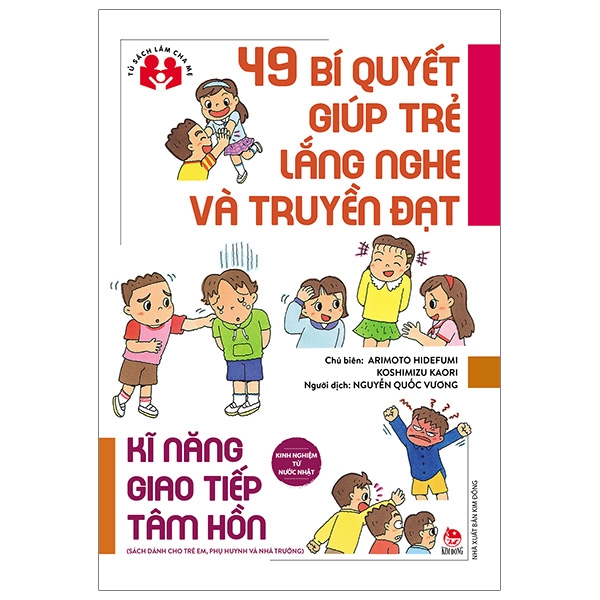 TỦ SÁCH LÀM CHA MẸ
49 BÍ QUYẾT
GIÚP TRẺ
LẮNG NGHE
VÀ TRUYỀN ĐẠT
Chủ biên: ARIMOTO HIDEFUMI
KOSHIMIZU KAORI
Người dịch: NGUYỄN QUỐC VƯƠNG
KĨ NĂNG
GIAO TIẾP
TÂM HỒN
(SÁCH DÀNH CHO TRẺ EM, PHỤ HUYNH VÀ NHÀ TRƯỜNG)
KINH NGHIỆM
TỪ
NƯỚC NHẬT
KIM ĐỒNG
NHÀ XUẤT BẢN KIM ĐỒNG